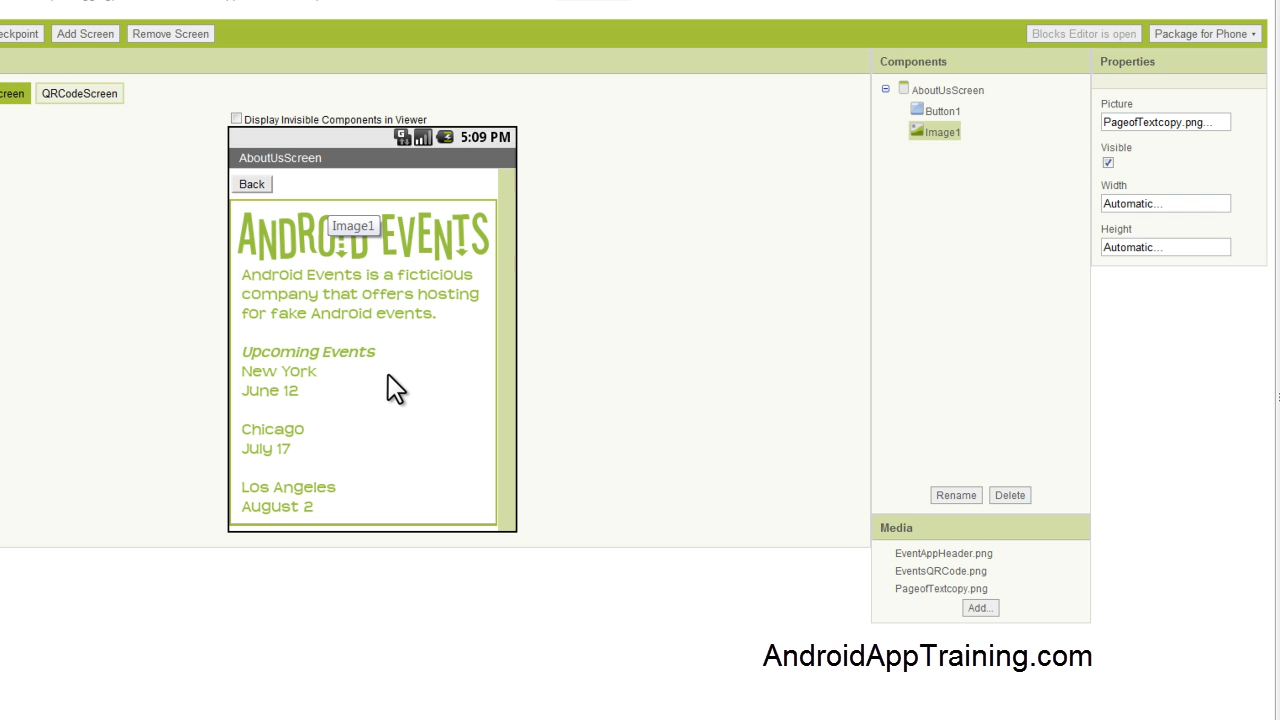 Add Screen
Remove Screen
Blocks Editor is open
Package for Phone
Components
Properties
QRCodeScreen
Display Invisible Components in Viewer
5:09 PM
AboutUsScreen
Back
ANDROID EVENTS
Image1
Android Events is a ficticious
company that offers hosting
for fake Android events.
Upcoming Events
New York
June 12
Chicago
July 17
Los Angeles
August 2
AboutUsScreen
Button1
Image1
Rename
Delete
Media
EventAppHeader.png
EventsQRCode.png
PageofTextcopy.png
Add...
Picture
PageofTextcopy.png...
Visible
Width
Automatic...
Height
Automatic...
AndroidAppTraining.com